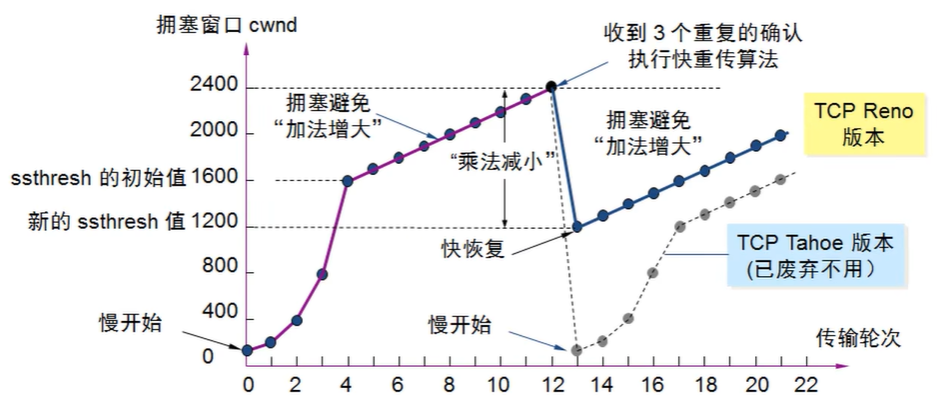 拥塞窗口 cwnd
收到 3 个重复的确认
执行快重传算法
2400
2000
ssthresh 的初始值 1600
新的 ssthresh 值 1200
800
400
0
拥塞避免
“加法增大”
“乘法减小”
拥塞避免
“加法增大”
TCP Reno
版本
快恢复
TCP Tahoe 版本
(已废弃不用）
慢开始
慢开始
传输轮次
0 2 4 6 8 10 12 14 16 18 20 22